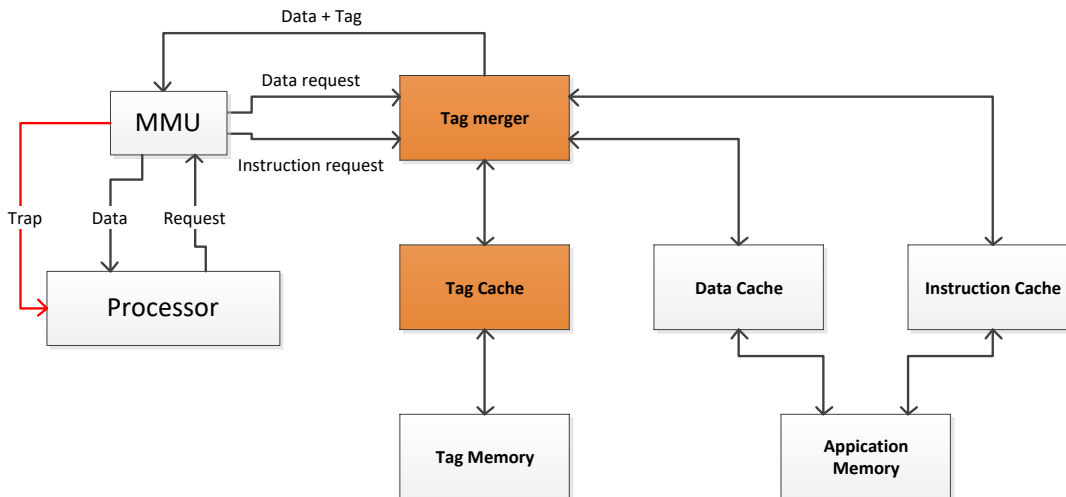 Data + Tag
Data request
MMU
Tag merger
Instruction request
Trap
Data
Request
Processor
Tag Cache
Data Cache
Instruction Cache
Tag Memory
Appication
Memory